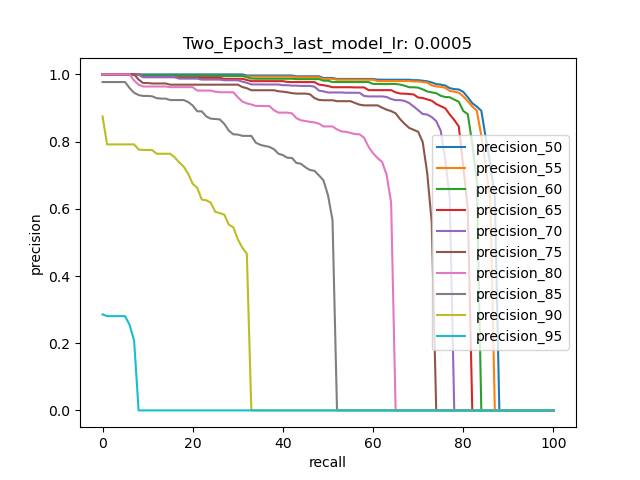 Two_Epoch3_last_model_lr: 0.0005
precision
1.0
0.8
0.6
0.4
0.2
0.0
precision_50
precision_55
precision_60
precision_65
precision_70
precision_75
precision_80
precision_85
precision_90
precision_95
0 20 40 60 80 100
recall